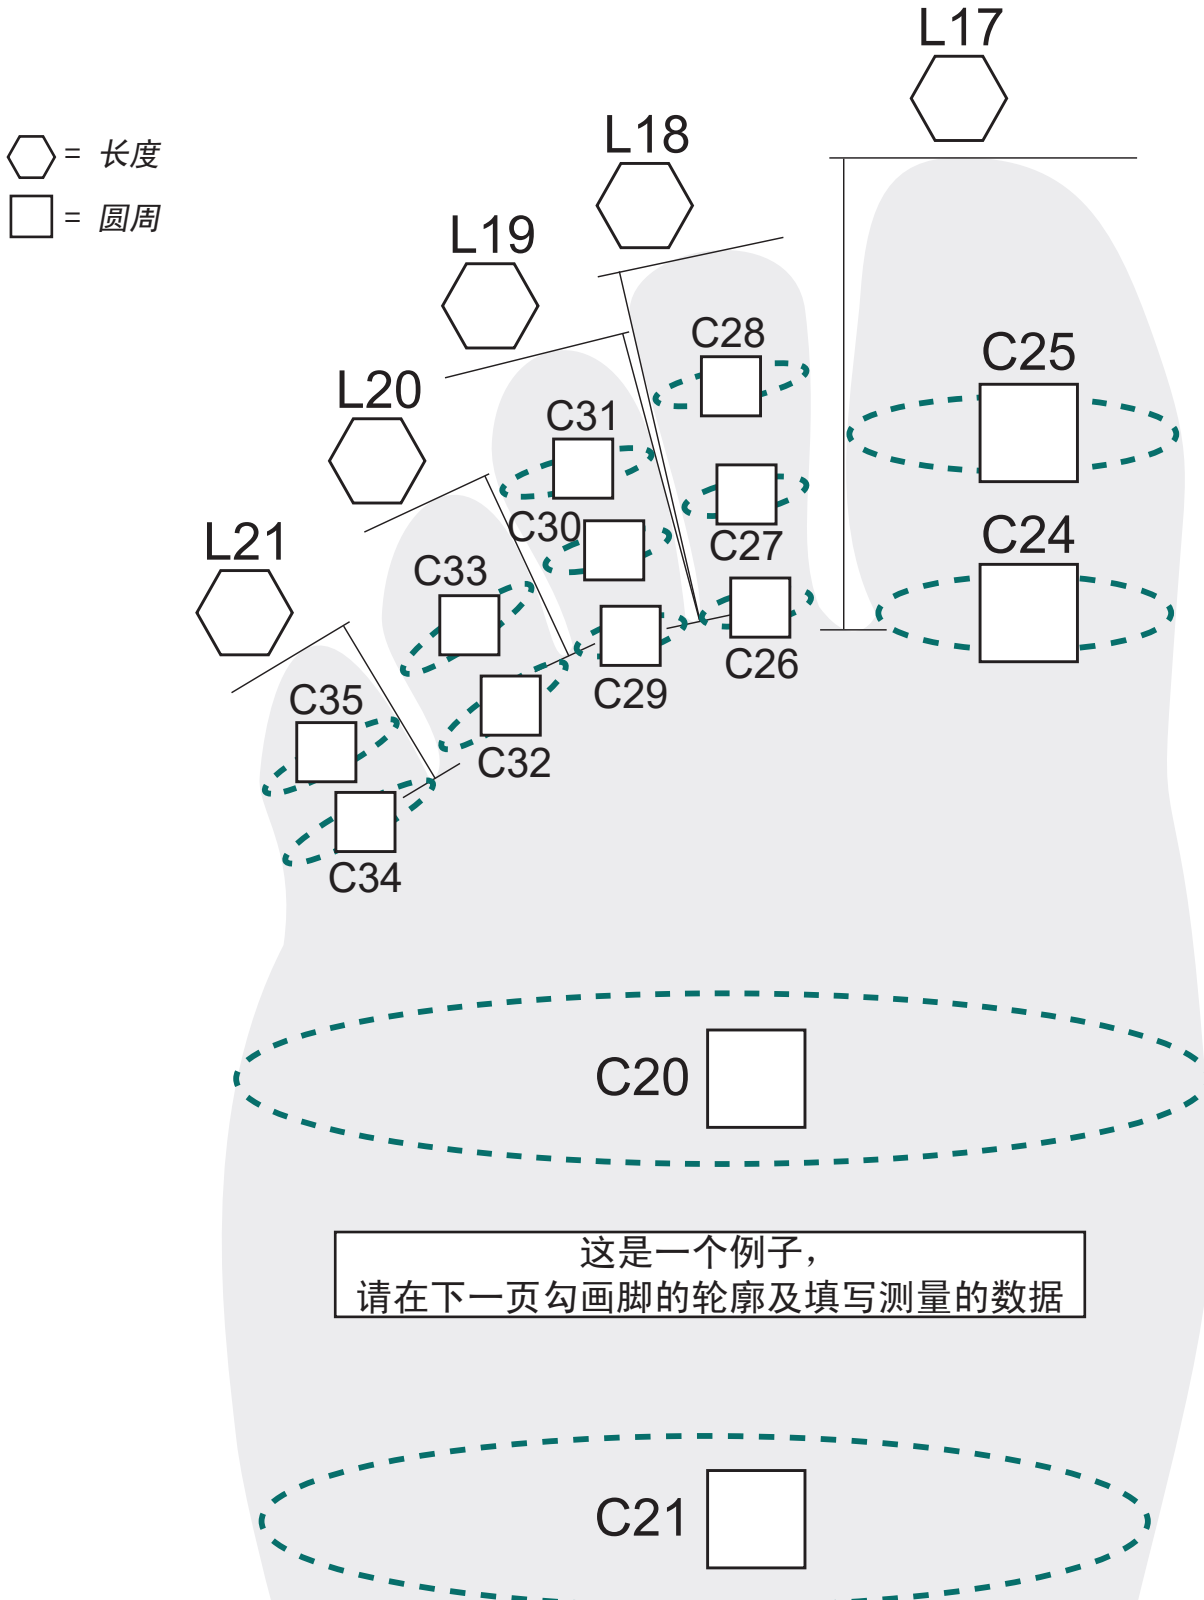 L17
L18
= 长度
= 圆周
L19
C28
C25
L20
C31
C30
C24
L21
C27
C33
C26
C29
C35
C32
C34
C20
这是一个例子，
请在下一页勾画脚的轮廓及填写测量的数据
C21